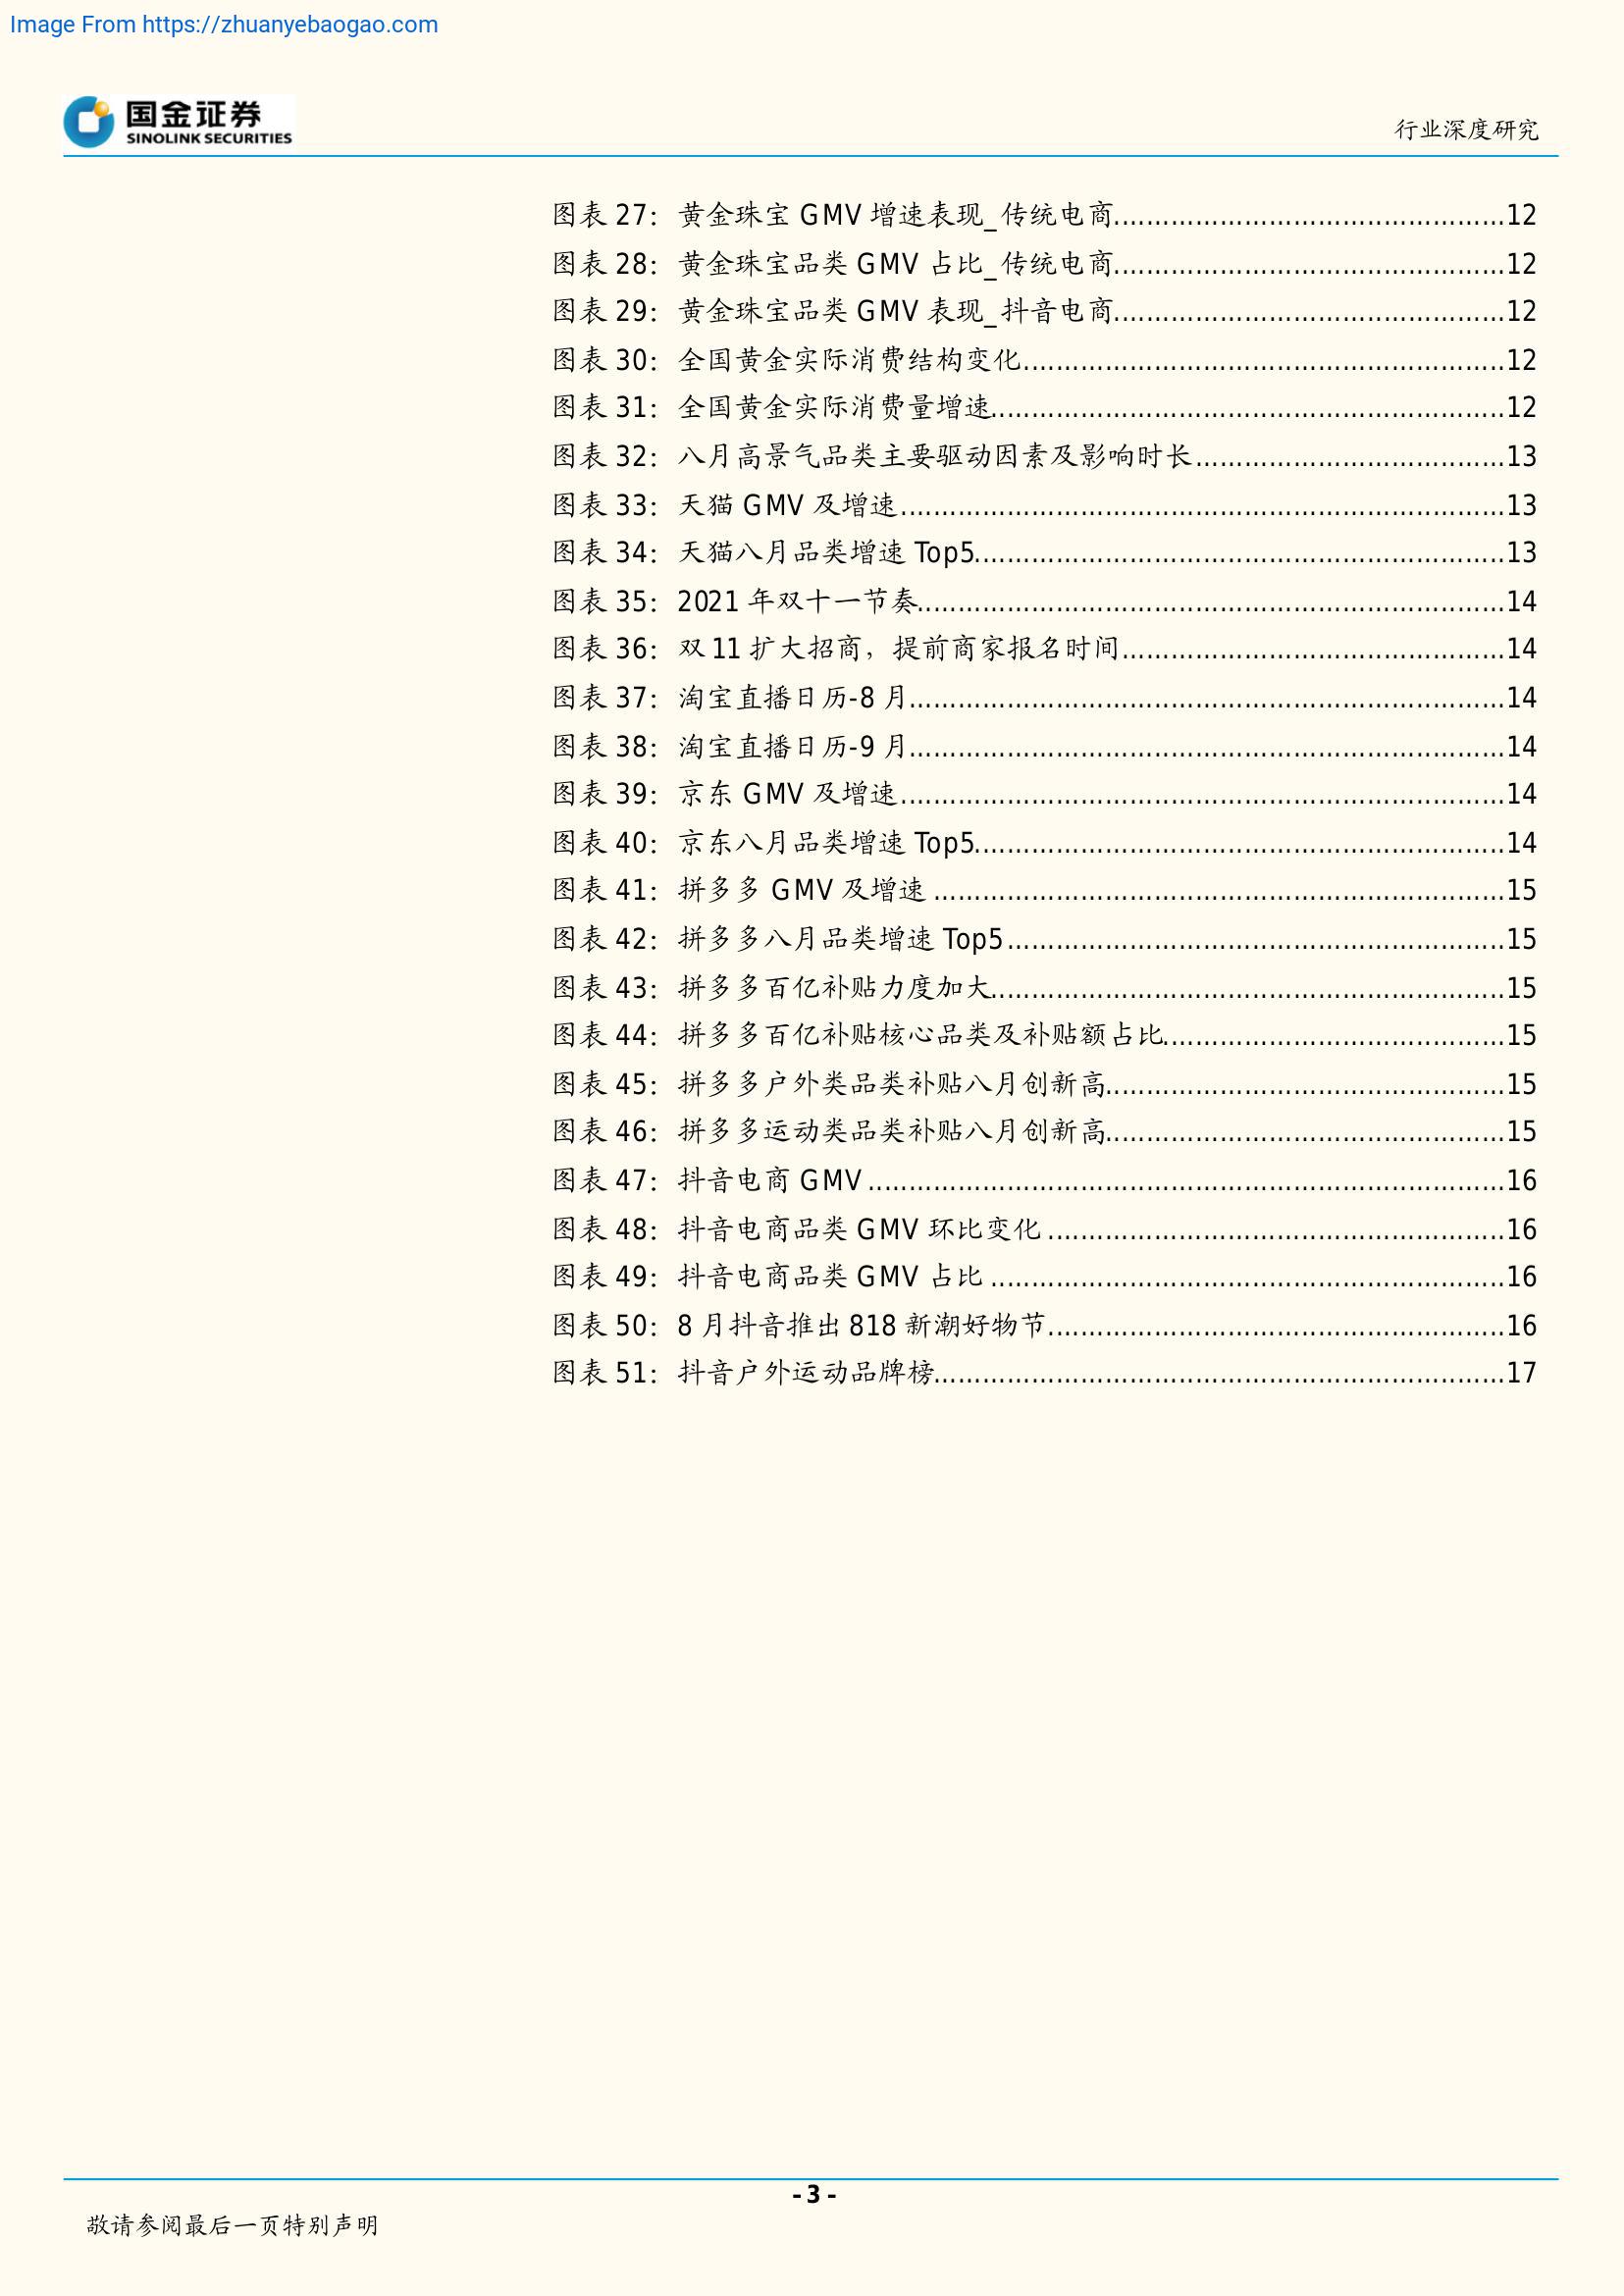 Image From https://zhuanyebaogao.com
国金证券
SINOLINK SECURITIES
行业深度研究
图表 27：黄金珠宝 GMV 增速表现_传统电商................................................12
图表 28：黄金珠宝品类 GMV 占比_传统电商................................................12
图表 29：黄金珠宝品类 GMV 表现_抖音电商................................................12
图表 30：全国黄金实际消费结构变化...........................................................12
图表 31：全国黄金实际消费量增速...............................................................12
图表 32：八月高景气品类主要驱动因素及影响时长......................................13
图表 33：天猫 GMV 及增速..........................................................................13
图表 34：天猫八月品类增速 Top5.................................................................13
图表 35：2021 年双十一节奏........................................................................14
图表 36：双 11 扩大招商，提前商家报名时间...............................................14
图表 37：淘宝直播日历-8 月.........................................................................14
图表 38：淘宝直播日历-9 月.........................................................................14
图表 39：京东 GMV 及增速..........................................................................14
图表 40：京东八月品类增速 Top5.................................................................14
图表 41：拼多多 GMV 及增速 ......................................................................15
图表 42：拼多多八月品类增速 Top5.............................................................15
图表 43：拼多多百亿补贴力度加大...............................................................15
图表 44：拼多多百亿补贴核心品类及补贴额占比..........................................15
图表 45：拼多多户外类品类补贴八月创新高.................................................15
图表 46：拼多多运动类品类补贴八月创新高.................................................15
图表 47：抖音电商 GMV ..............................................................................16
图表 48：抖音电商品类 GMV 环比变化 ........................................................16
图表 49：抖音电商品类 GMV 占比 ...............................................................16
图表 50：8 月抖音推出 818 新潮好物节........................................................16
图表 51：抖音户外运动品牌榜......................................................................17
- 3 -
敬请参阅最后一页特别声明